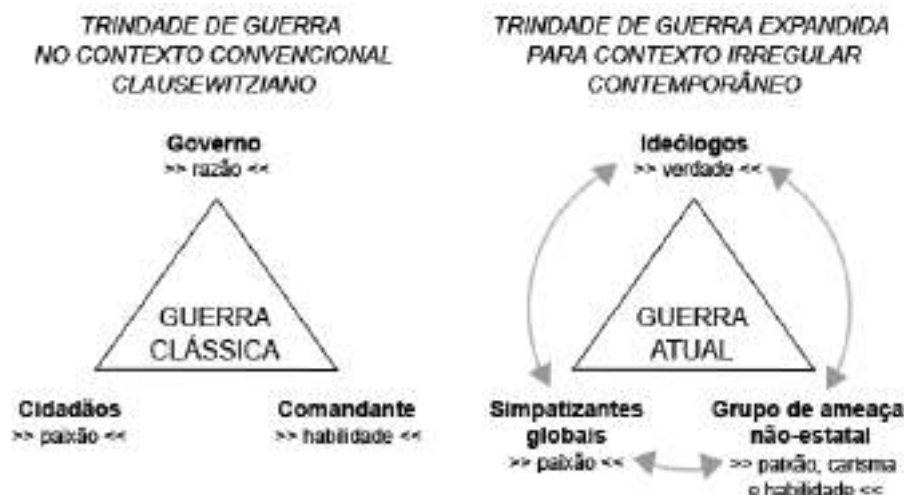 TRINDADE DE GUERRA
NO CONTEXTO CONVENCIONAL
CLAUSEWITZIANO
Governo
>> razão <<
GUERRA
CLÁSSICA
Cidadãos
>> paixão <<
Comandante
>> habilidade <<
TRINDADE DE GUERRA EXPANDIDA
PARA CONTEXTO IRREGULAR
CONTEMPORÂNEO
Ideólogos
>> verdade <<
GUERRA
ATUAL
Simpatizantes
globais
>> paixão <<
Grupo de ameaça
não-estatal
>> paixão, carisma
e habilidade <<